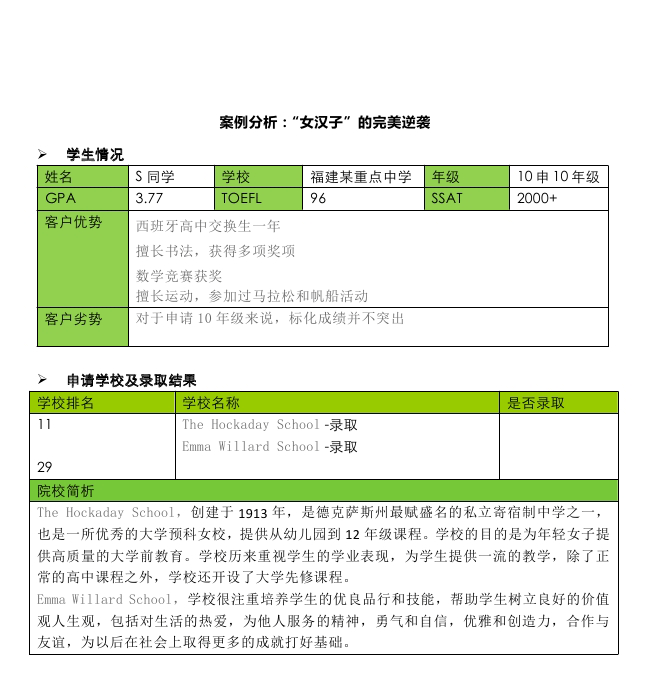 案例分析：“女汉子”的完美逆袭
➢ 学生情况
姓名 S 同学 学校 福建某重点中学 年级 10 申 10 年级
GPA 3.77 TOEFL 96 SSAT 2000+
客户优势 西班牙高中交换生一年
擅长书法，获得多项奖项
数学竞赛获奖
擅长运动，参加过马拉松和帆船活动
客户劣势 对于申请 10 年级来说，标化成绩并不突出
➢ 申请学校及录取结果
学校排名 学校名称 是否录取
11 The Hockaday School -录取
Emma Willard School -录取
29
院校简析
The Hockaday School，创建于 1913 年，是德克萨斯州最赋盛名的私立寄宿制中学之一，
也是一所优秀的大学预科女校，提供从幼儿园到 12 年级课程。学校的目的是为年轻女子提
供高质量的大学前教育。学校历来重视学生的学业表现，为学生提供一流的教学，除了正
常的高中课程之外，学校还开设了大学先修课程。
Emma Willard School，学校很注重培养学生的优良品行和技能，帮助学生树立良好的价值
观人生观，包括对生活的热爱，为他人服务的精神，勇气和自信，优雅和创造力，合作与
友谊，为以后在社会上取得更多的成就打好基础。